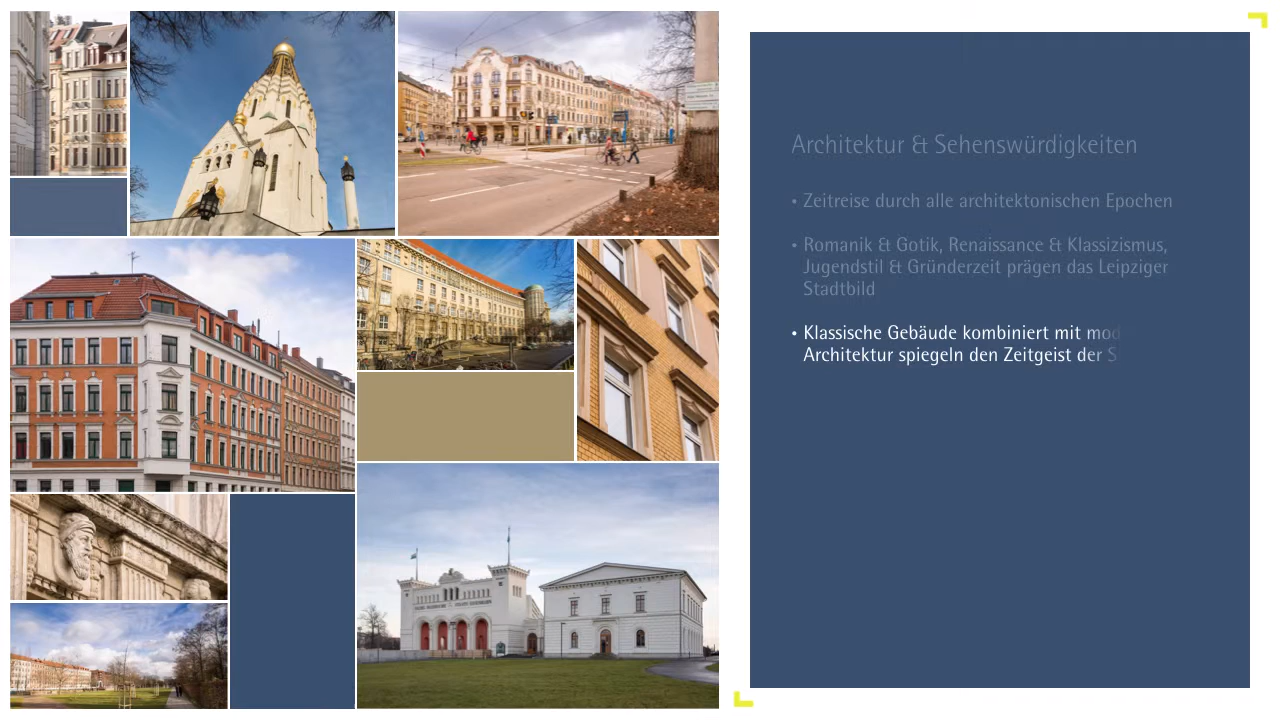 Architektur & Sehenswürdigkeiten
• Zeitreise durch alle architektonischen Epochen
• Romanik & Gotik, Renaissance & Klassizismus,
Jugendstil & Gründerzeit prägen das Leipziger
Stadtbild
• Klassische Gebäude kombiniert mit mod
Architektur spiegeln den Zeitgeist der S